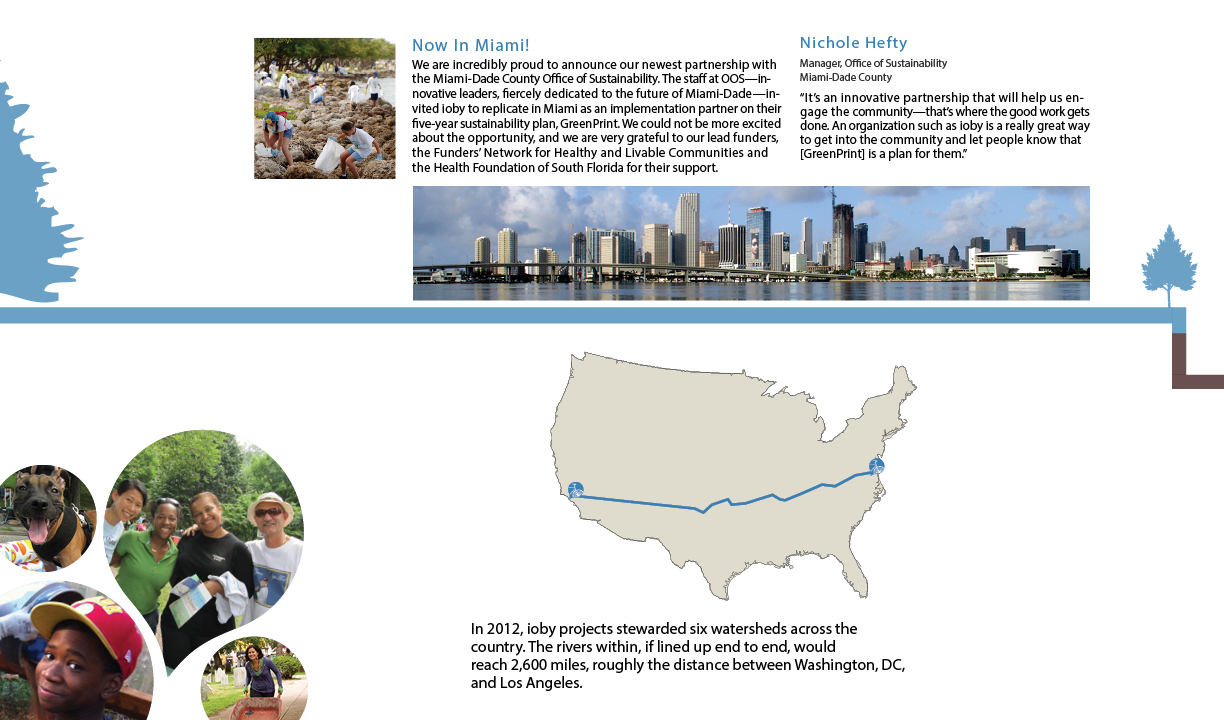 Now In Miami!
We are incredibly proud to announce our newest partnership with
the Miami-Dade County Office of Sustainability. The staff at OOS—in-
novative leaders, fiercely dedicated to the future of Miami-Dade—in-
vited ioby to replicate in Miami as an implementation partner on their
five-year sustainability plan, GreenPrint. We could not be more excited
about the opportunity, and we are very grateful to our lead funders,
the Funders’ Network for Healthy and Livable Communities and
the Health Foundation of South Florida for their support.
Nichole Hefty
Manager, Office of Sustainability
Miami-Dade County
“It’s an innovative partnership that will help us en-
gage the community—that’s where the good work gets
done. An organization such as ioby is a really great way
to get into the community and let people know that
[GreenPrint] is a plan for them.”
In 2012, ioby projects stewarded six watersheds across the
country. The rivers within, if lined up end to end, would
reach 2,600 miles, roughly the distance between Washington, DC,
and Los Angeles.